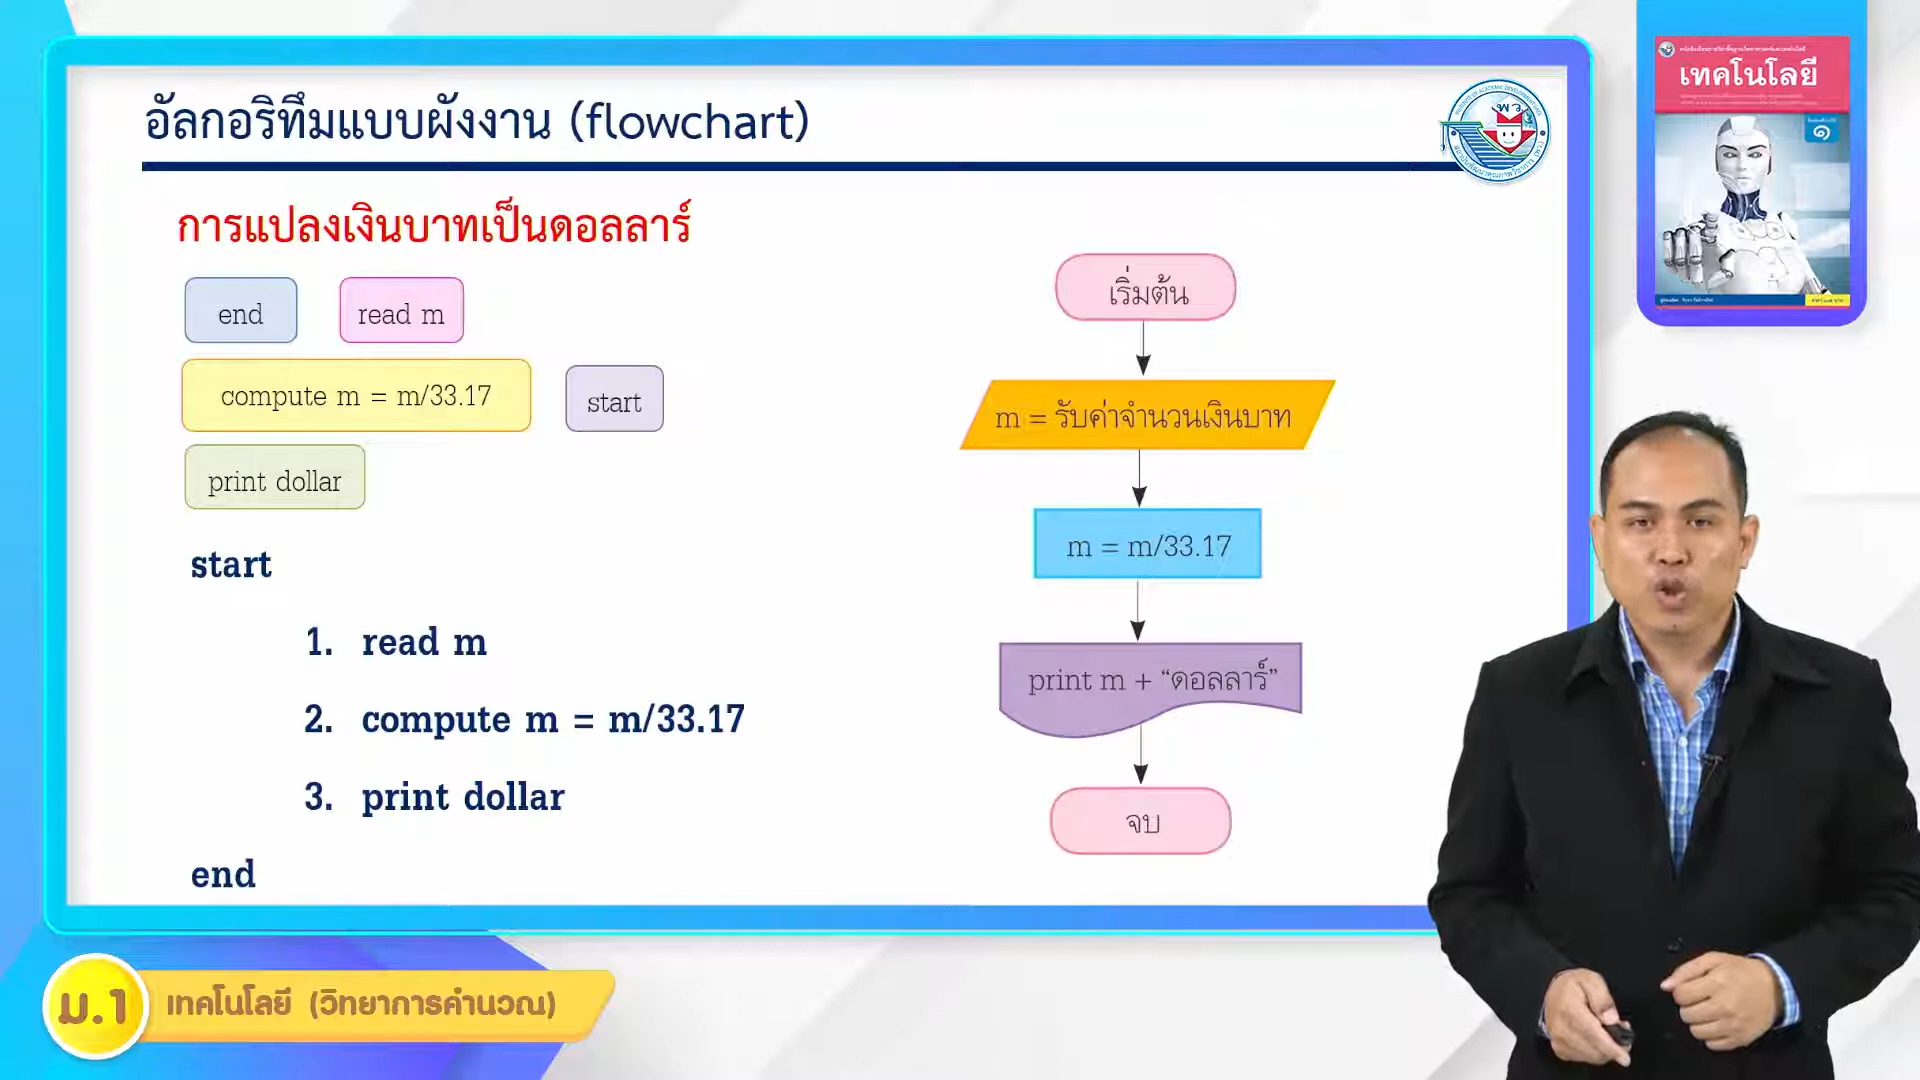 อัลกอริทึมแบบผังงาน (flowchart)
การแปลงเงินบาทเป็นดอลลาร์
end
read m
compute m = m/33.17
start
print dollar
start
1. read m
2. compute m = m/33.17
3. print dollar
end
เริ่มต้น
m = รับค่าจำนวนเงินบาท
m = m/33.17
print m + “ดอลลาร์”
จบ
พว.
เทคโนโลยี
๑
ม.1
เทคโนโลยี (วิทยาการคำนวณ)